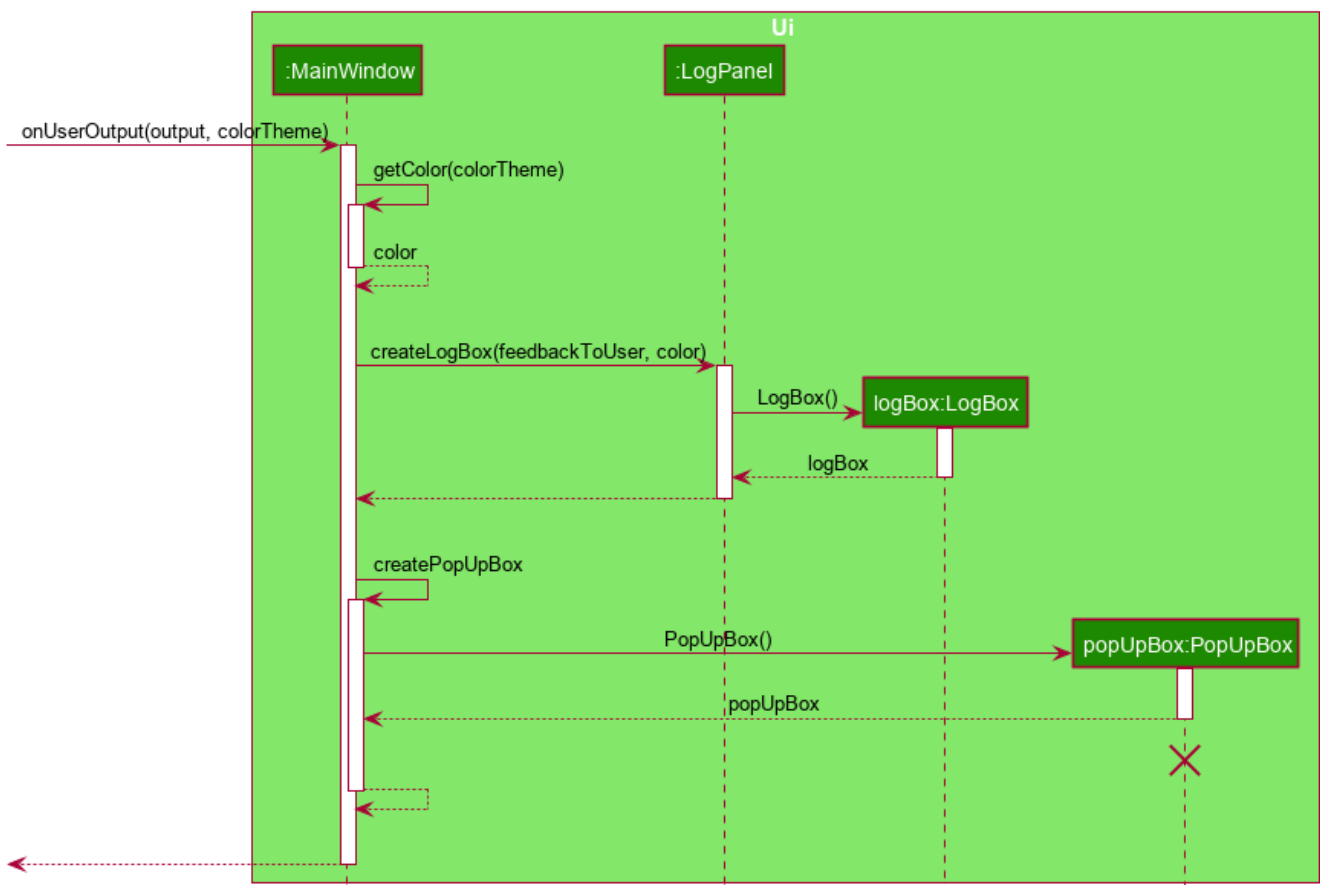 Ui
:MainWindow
:LogPanel
onUserOutput(output, colorTheme)
getColor(colorTheme)
color
createLogBox(feedbackToUser, color)
LogBox()
logBox:LogBox
logBox
createPopUpBox
PopUpBox()
popUpBox:PopUpBox
popUpBox